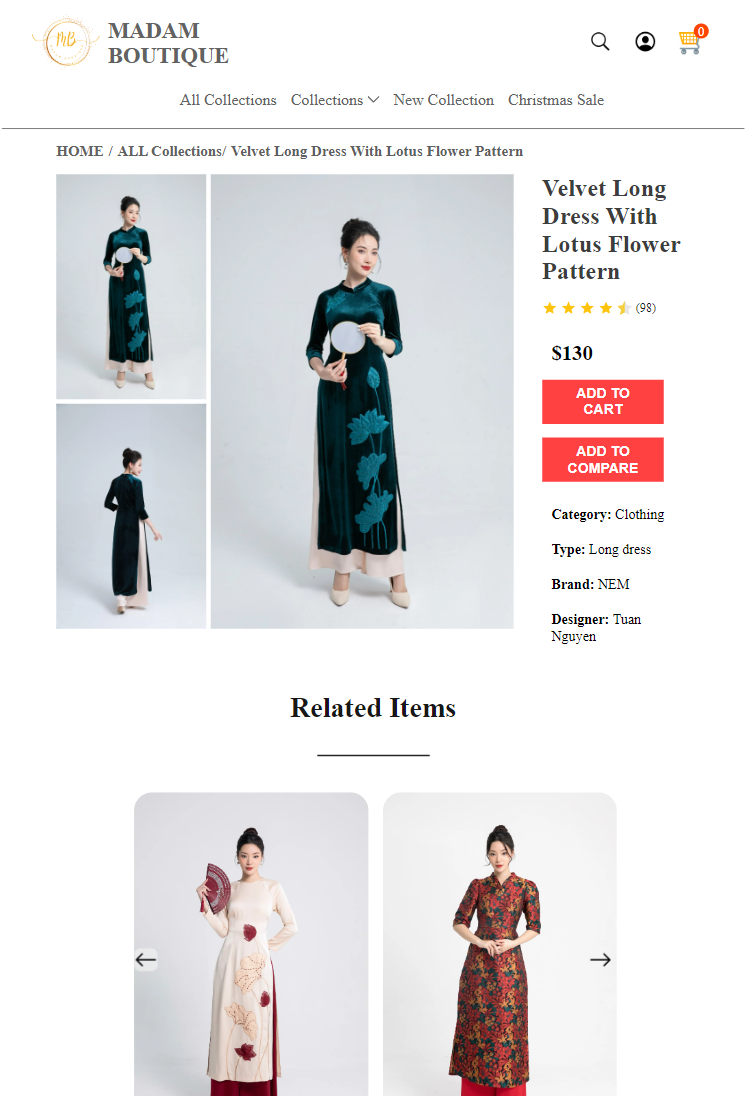 MB
MADAM
BOUTIQUE
0
All Collections Collections New Collection Christmas Sale
HOME / ALL Collections/ Velvet Long Dress With Lotus Flower Pattern
Velvet Long
Dress With
Lotus Flower
Pattern
(98)
$130
ADD TO
CART
ADD TO
COMPARE
Category: Clothing
Type: Long dress
Brand: NEM
Designer: Tuan
Nguyen
Related Items